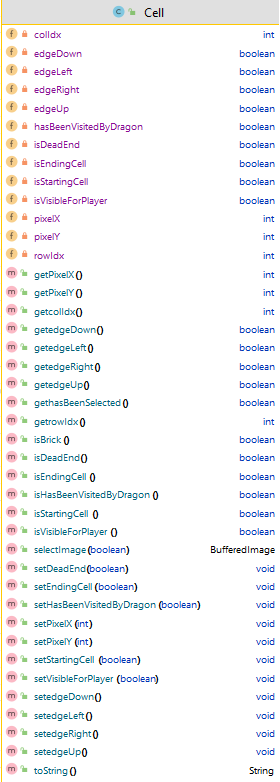 Cell
colIdx int
edgeDown boolean
edgeLeft boolean
edgeRight boolean
edgeUp boolean
hasBeenVisitedByDragon boolean
isDeadEnd boolean
isEndingCell boolean
isStartingCell boolean
isVisibleForPlayer boolean
pixelX int
pixelY int
rowIdx int
getPixelX() int
getPixelY() int
getcolIdx() int
getedgeDown() boolean
getedgeLeft() boolean
getedgeRight() boolean
getedgeUp() boolean
gethasBeenSelected() boolean
getrowIdx() int
isBrick() boolean
isDeadEnd() boolean
isEndingCell () boolean
isHasBeenVisitedByDragon () boolean
isStartingCell () boolean
isVisibleForPlayer () boolean
selectImage(boolean) BufferedImage
setDeadEnd(boolean) void
setEndingCell (boolean) void
setHasBeenVisitedByDragon (boolean) void
setPixelX (int) void
setPixelY (int) void
setStartingCell (boolean) void
setVisibleForPlayer (boolean) void
setedgeDown() void
setedgeLeft() void
setedgeRight() void
setedgeUp() void
toString() String